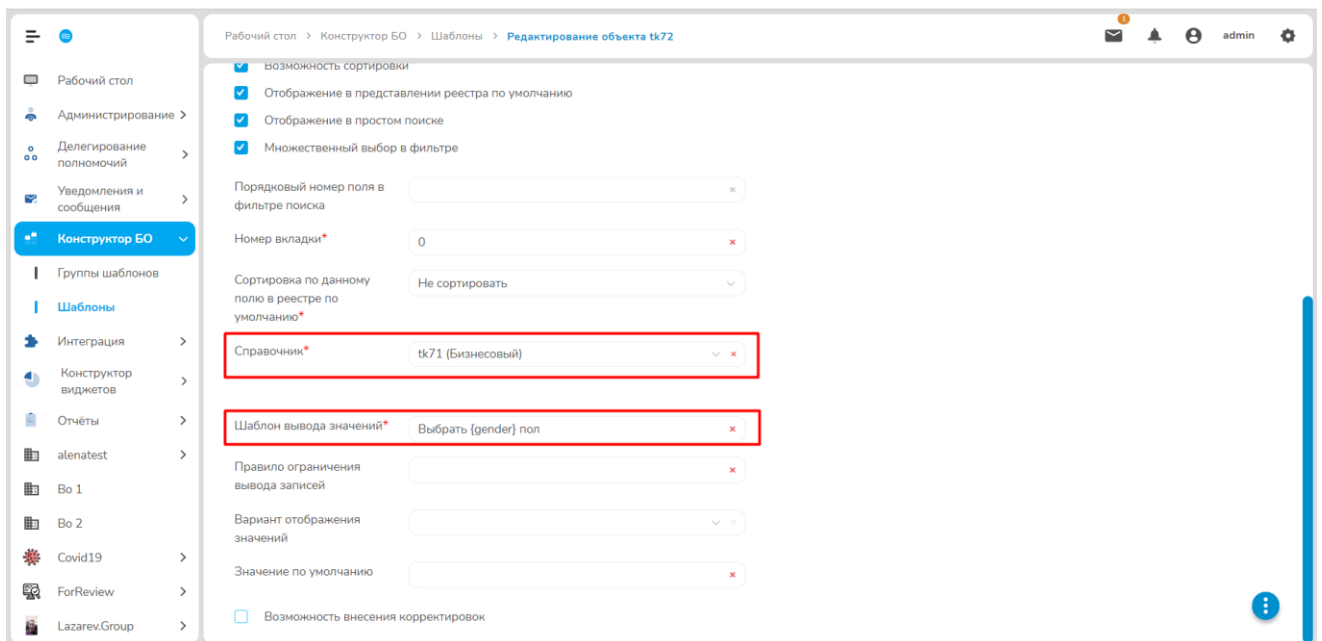 1
Рабочий стол > Конструктор БО > Шаблоны > Редактирование объекта tk72
admin
Рабочий стол
Администрирование
Делегирование
полномочий
Уведомления и
сообщения
Конструктор БО
Группы шаблонов
Шаблоны
Интеграция
Конструктор
виджетов
Отчёты
alenatest
Bo 1
Bo 2
Covid19
ForReview
Lazarev.Group
Возможность сортировки
Отображение в представлении реестра по умолчанию
Отображение в простом поиске
Множественный выбор в фильтре
Порядковый номер поля в
фильтре поиска
Номер вкладки*
0
Сортировка по данному
полю в реестре по
умолчанию*
Не сортировать
Справочник*
tk71 (Бизнесовый)
Шаблон вывода значений*
Выбрать {gender} пол
Правило ограничения
вывода записей
Вариант отображения
значений
Значение по умолчанию
Возможность внесения корректировок